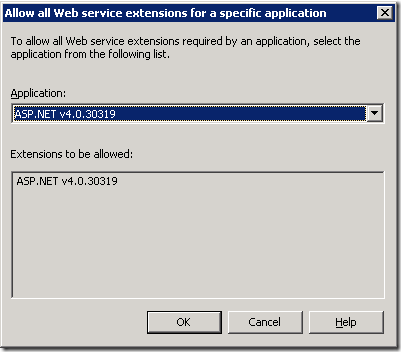 Allow all Web service extensions for a specific application
To allow all Web service extensions required by an application, select the
application from the following list.
Application:
ASP.NET v4.0.30319
Extensions to be allowed:
ASP.NET v4.0.30319
OK Cancel Help